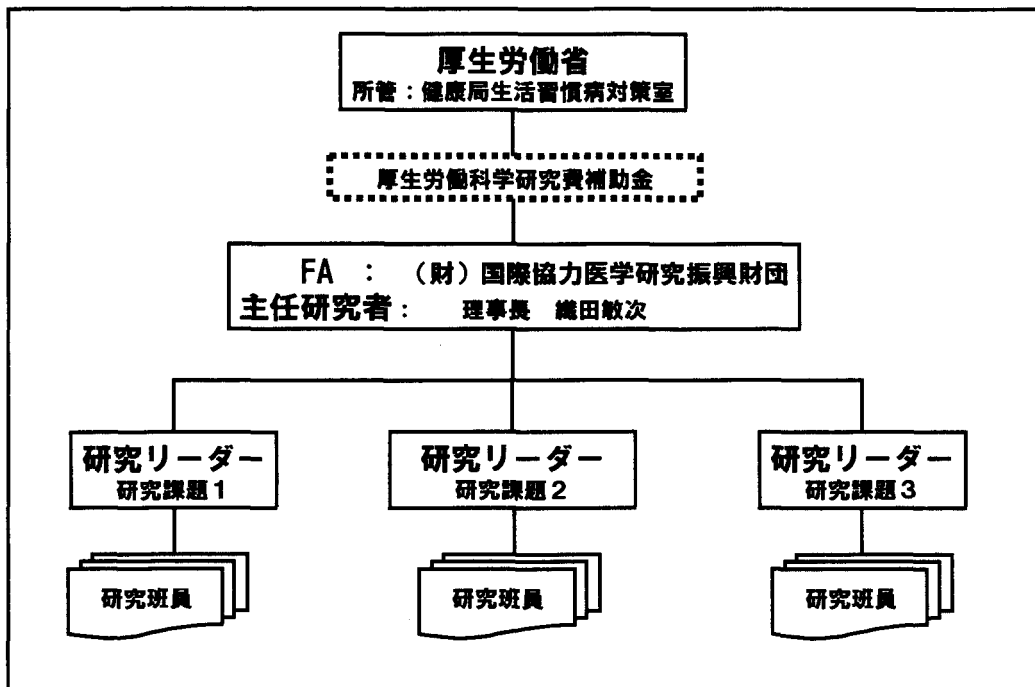 厚生労働省
所管：健康局生活習慣病対策室
厚生労働科学研究費補助金
FA ： （財）国際協力医学研究振興財団
主任研究者： 理事長 織田敏次
研究リーダー
研究課題１
研究リーダー
研究課題２
研究リーダー
研究課題３
研究班員
研究班員
研究班員